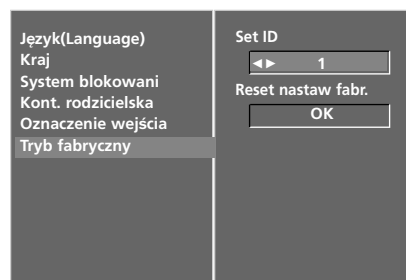 Język(Language)
Kraj
System blokowani
Kont. rodzicielska
Oznaczenie wejścia
Tryb fabryczny
Set ID
◄► 1
Reset nastaw fabr.
OK